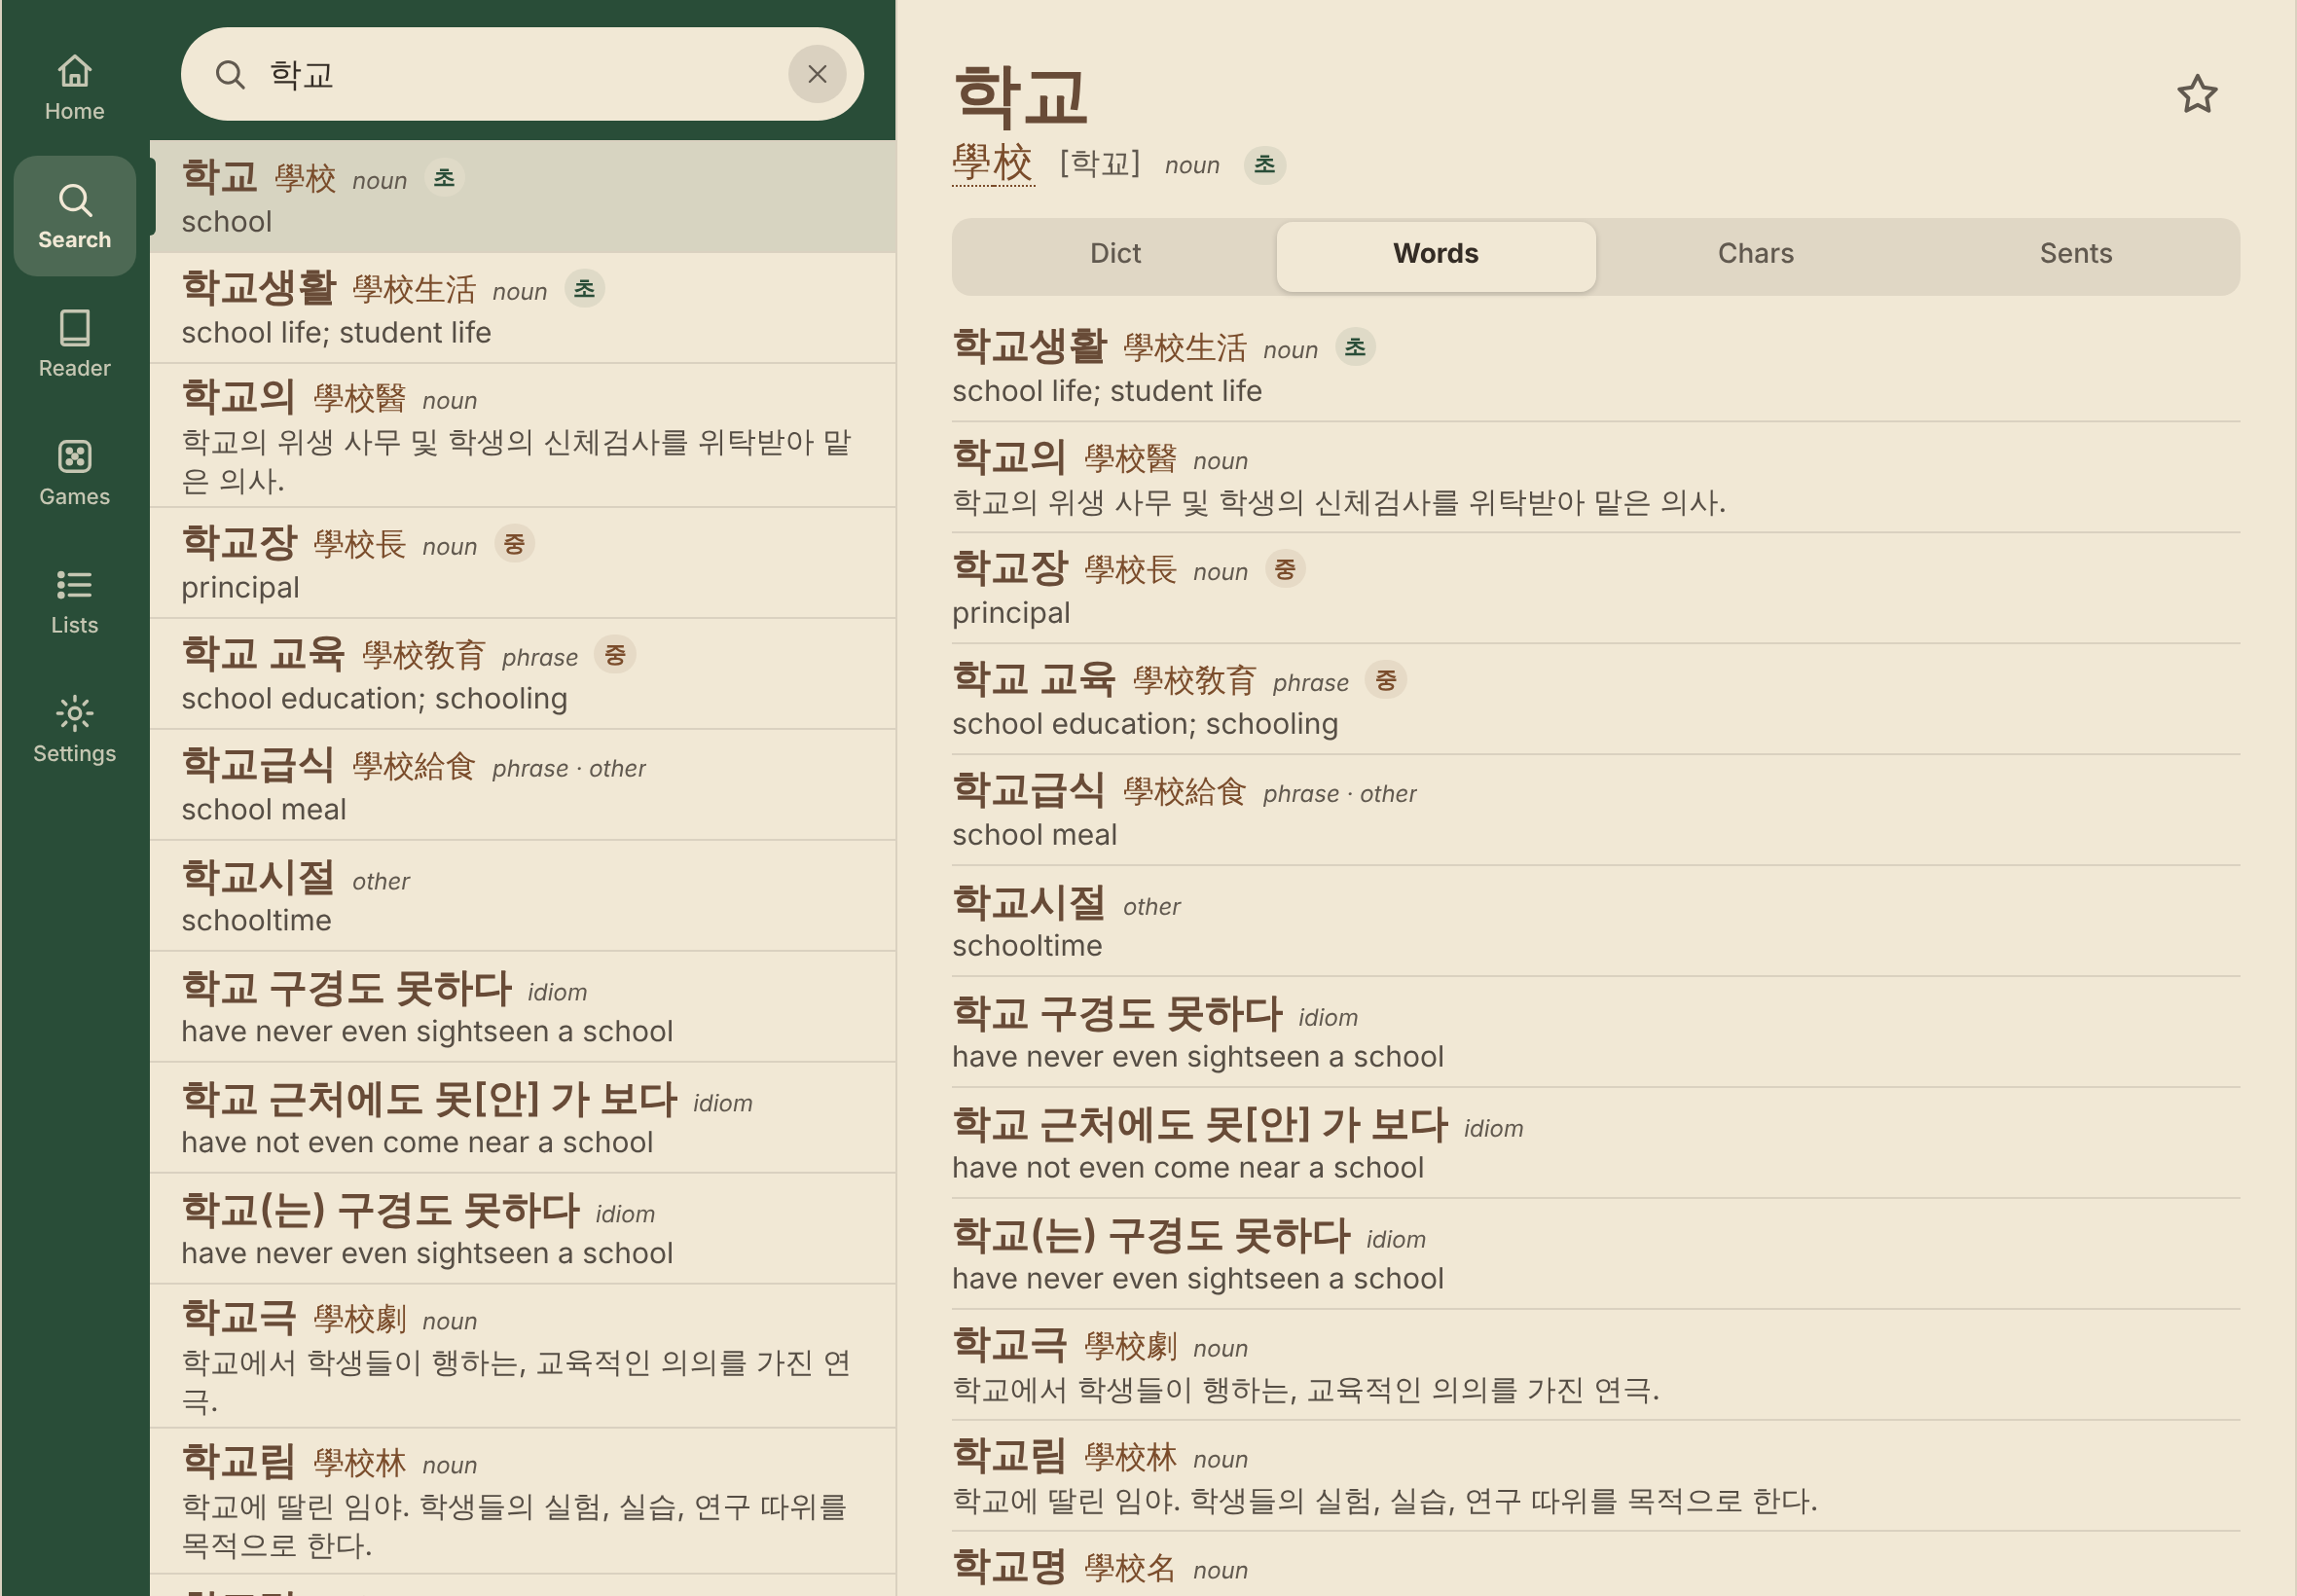 Home
Search
Reader
Games
Lists
Settings
학교
학교 學校 noun 초
school
학교생활 學校生活 noun 초
school life; student life
학교의 學校醫 noun
학교의 위생 사무 및 학생의 신체검사를 위탁받아 맡
은 의사.
학교장 學校長 noun 중
principal
학교 교육 學校敎育 phrase 중
school education; schooling
학교급식 學校給食 phrase · other
school meal
학교시절 other
schooltime
학교 구경도 못하다 idiom
have never even sightseen a school
학교 근처에도 못[안] 가 보다 idiom
have not even come near a school
학교(는) 구경도 못하다 idiom
have never even sightseen a school
학교극 學校劇 noun
학교에서 학생들이 행하는, 교육적인 의의를 가진 연
극.
학교림 學校林 noun
학교에 딸린 임야. 학생들의 실험, 실습, 연구 따위를
목적으로 한다.
학교
學校 [학꾜] noun 초
Dict Words Chars Sents
학교생활 學校生活 noun 초
school life; student life
학교의 學校醫 noun
학교의 위생 사무 및 학생의 신체검사를 위탁받아 맡은 의사.
학교장 學校長 noun 중
principal
학교 교육 學校敎育 phrase 중
school education; schooling
학교급식 學校給食 phrase · other
school meal
학교시절 other
schooltime
학교 구경도 못하다 idiom
have never even sightseen a school
학교 근처에도 못[안] 가 보다 idiom
have not even come near a school
학교(는) 구경도 못하다 idiom
have never even sightseen a school
학교극 學校劇 noun
학교에서 학생들이 행하는, 교육적인 의의를 가진 연극.
학교림 學校林 noun
학교에 딸린 임야. 학생들의 실험, 실습, 연구 따위를 목적으로 한다.
학교명 學校名 noun